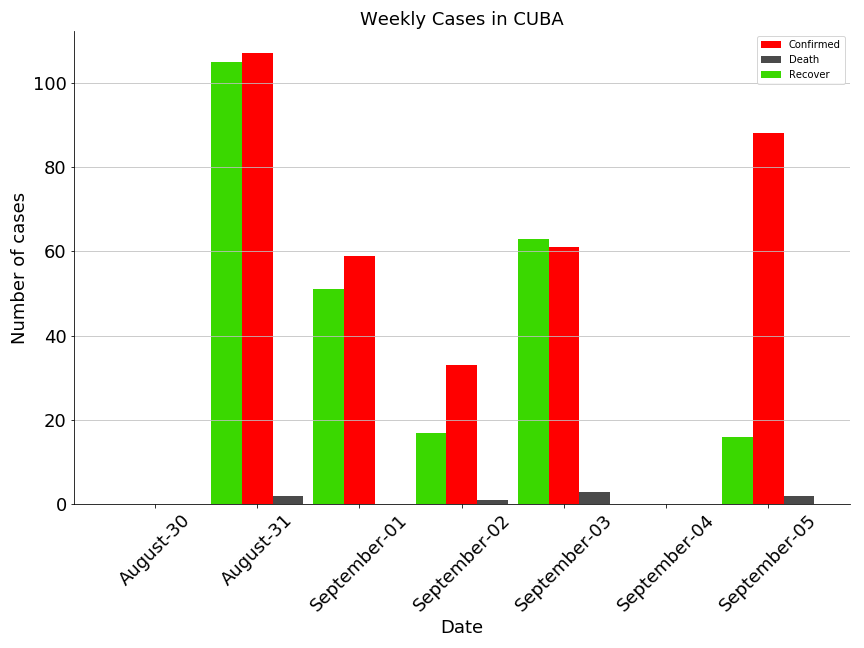 Weekly Cases in CUBA
Confirmed
Death
Recover
Number of cases
100
80
60
40
20
0
August-30
August-31
September-01
September-02
September-03
September-04
September-05
Date